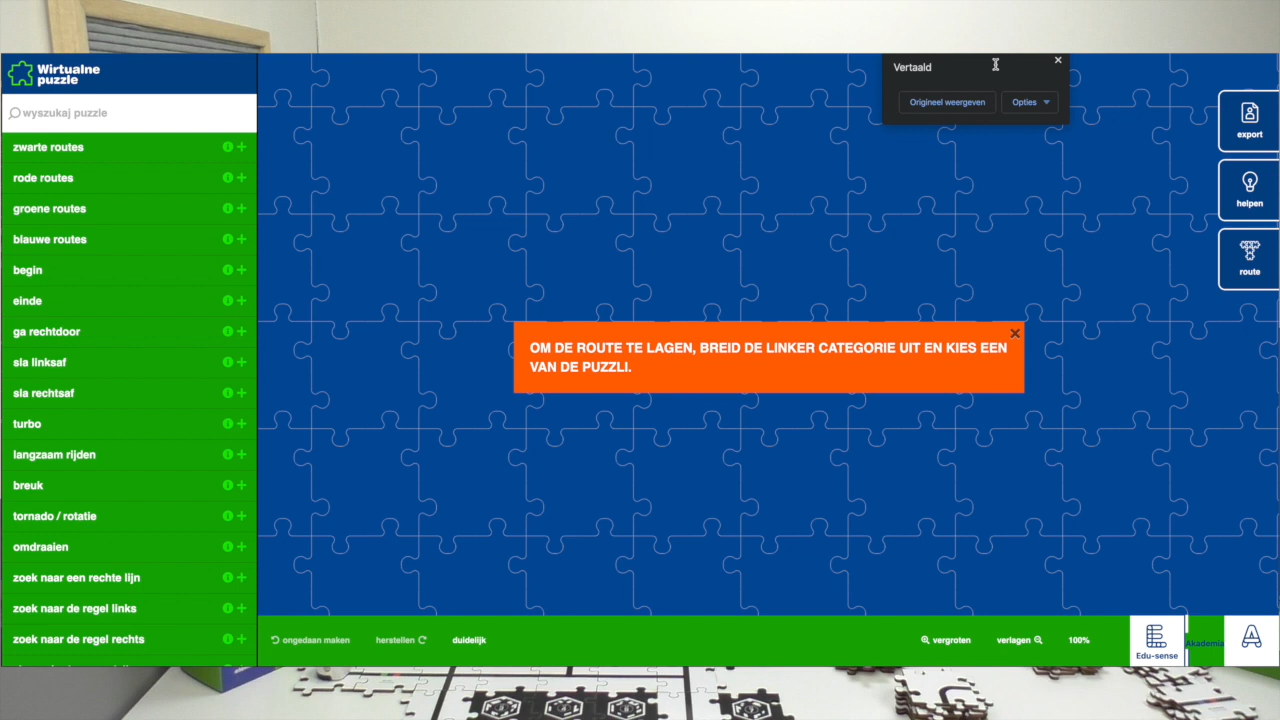 Wirtualne
puzzle
wyszukaj puzzle
zwarte routes
rode routes
groene routes
blauwe routes
begin
einde
ga rechtdoor
sla linksaf
sla rechtsaf
turbo
langzaam rijden
breuk
tornado / rotatie
omdraaien
zoek naar een rechte lijn
zoek naar de regel links
zoek naar de regel rechts
Vertaald
Origineel weergeven
Opties
export
helpen
route
OM DE ROUTE TE LAGEN, BREID DE LINKER CATEGORIE UIT EN KIES EEN
VAN DE PUZZLI.
ongedaan maken
herstellen
duidelijk
vergroten
verlagen
100%
Edu-sense
Akademia